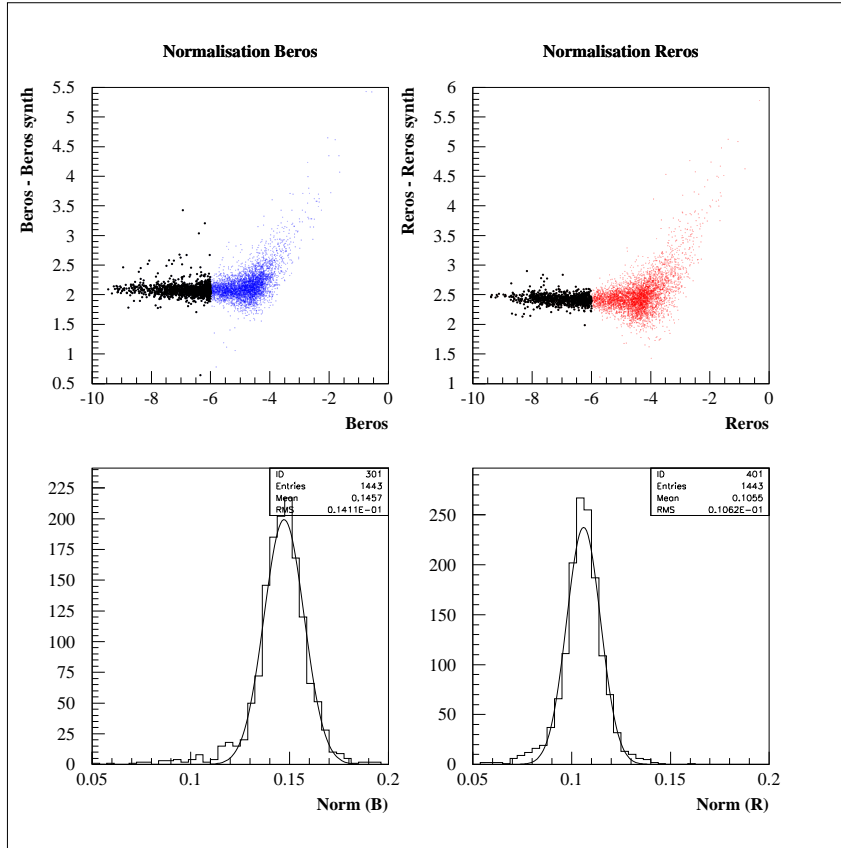 Normalisation Beros
Beros - Beros synth
5.5
5
4.5
4
3.5
3
2.5
2
1.5
1
0.5
-10 -8 -6 -4 -2 0
Beros
Normalisation Reros
Reros - Reros synth
6
5.5
5
4.5
4
3.5
3
2.5
2
1.5
1
-10 -8 -6 -4 -2 0
Reros
ID 301
Entries 1443
Mean 0.1457
RMS 0.1411E-01
225
200
175
150
125
100
75
50
25
0
0.05 0.1 0.15 0.2
Norm (B)
ID 401
Entries 1443
Mean 0.1055
RMS 0.1062E-01
250
200
150
100
50
0
0.05 0.1 0.15 0.2
Norm (R)